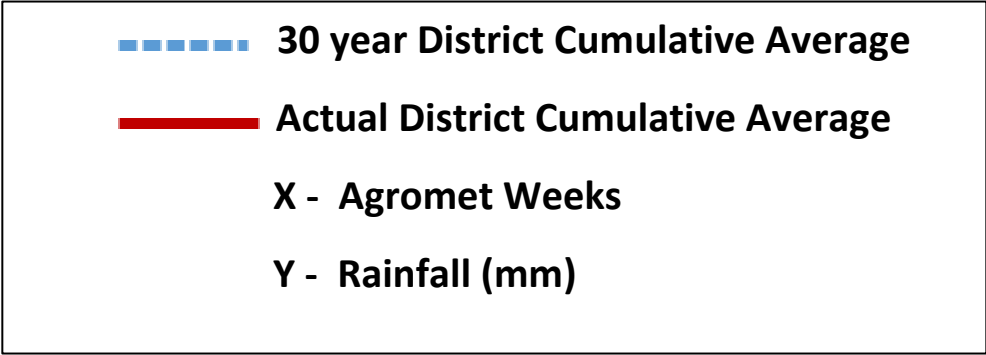 30 year District Cumulative Average
Actual District Cumulative Average
X - Agromet Weeks
Y - Rainfall (mm)